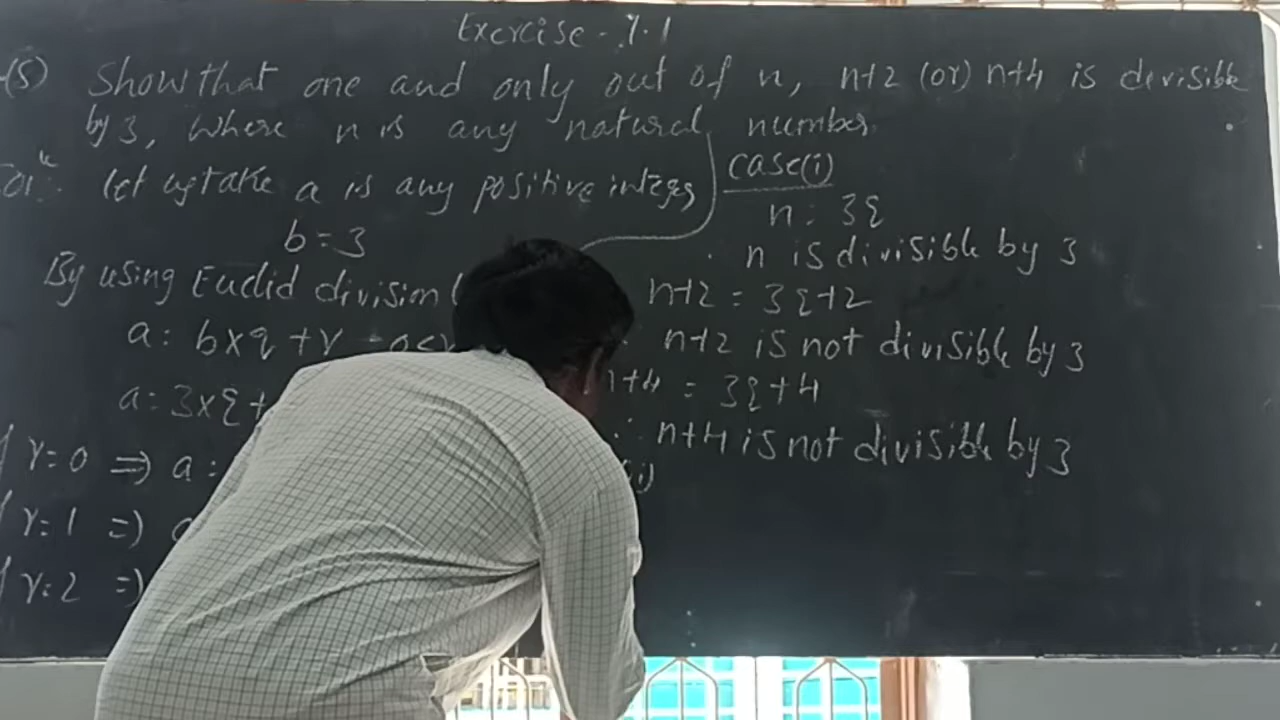 Exercise - 1.1
(5) Show that one and only out of n, n+2 (or) n+4 is devisible
by 3, Where n is any natural number.
let us take a is any positive integ
b = 3
By using Euclid division
a = b×q + r
a = 3×q +
r = 0 ⇒ a =
r = 1 ⇒
r = 2 ⇒
case(i)
n = 3q
n is divisible by 3
n+2 = 3q+2
n+2 is not divisible by 3
n+4 = 3q+4
∴ n+4 is not divisible by 3